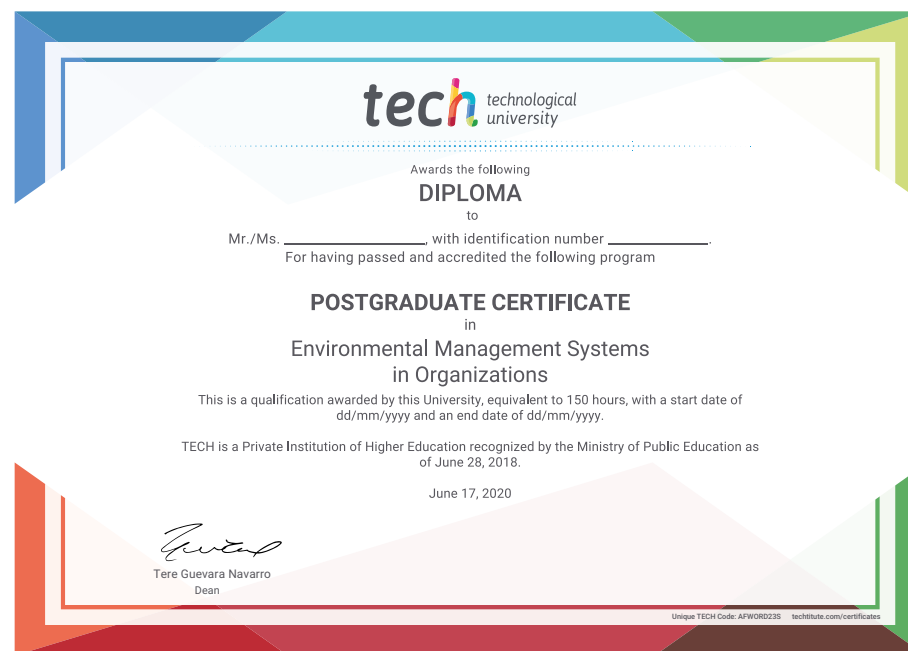 tech technological
university
Awards the following
DIPLOMA
to
Mr./Ms. ________________, with identification number ____________.
For having passed and accredited the following program
POSTGRADUATE CERTIFICATE
in
Environmental Management Systems
in Organizations
This is a qualification awarded by this University, equivalent to 150 hours, with a start date of
dd/mm/yyyy and an end date of dd/mm/yyyy.
TECH is a Private Institution of Higher Education recognized by the Ministry of Public Education as
of June 28, 2018.
June 17, 2020
Tere Guevara Navarro
Dean
Unique TECH Code: AFWORD23S techtitute.com/certificates